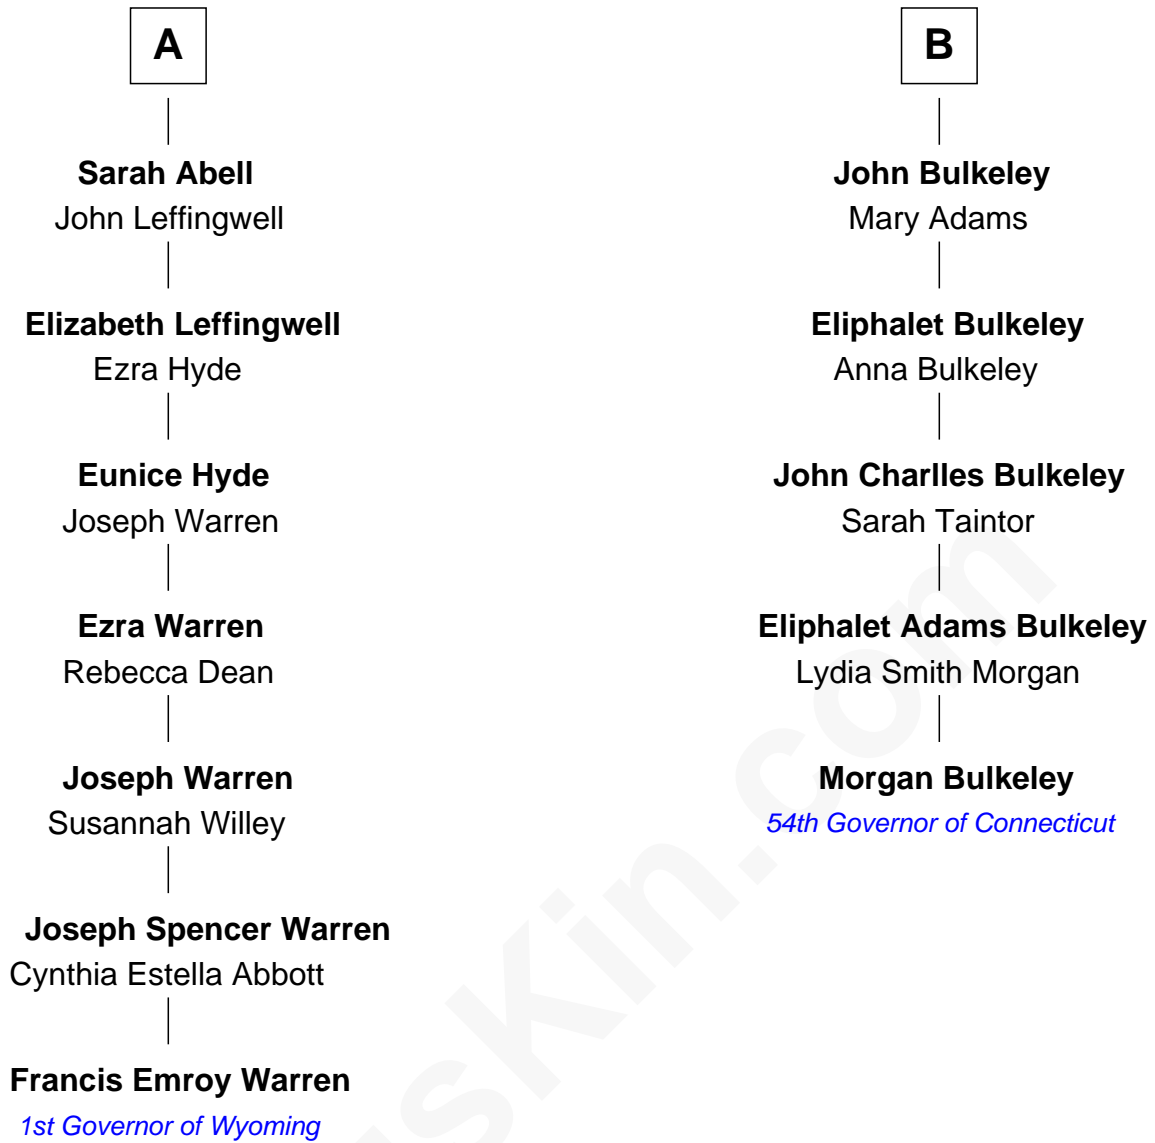 A
Sarah Abell
John Leffingwell
Elizabeth Leffingwell
Ezra Hyde
Eunice Hyde
Joseph Warren
Ezra Warren
Rebecca Dean
Joseph Warren
Susannah Willey
Joseph Spencer Warren
Cynthia Estella Abbott
Francis Emroy Warren
1st Governor of Wyoming
B
John Bulkeley
Mary Adams
Eliphalet Bulkeley
Anna Bulkeley
John Charlles Bulkeley
Sarah Taintor
Eliphalet Adams Bulkeley
Lydia Smith Morgan
Morgan Bulkeley
54th Governor of Connecticut